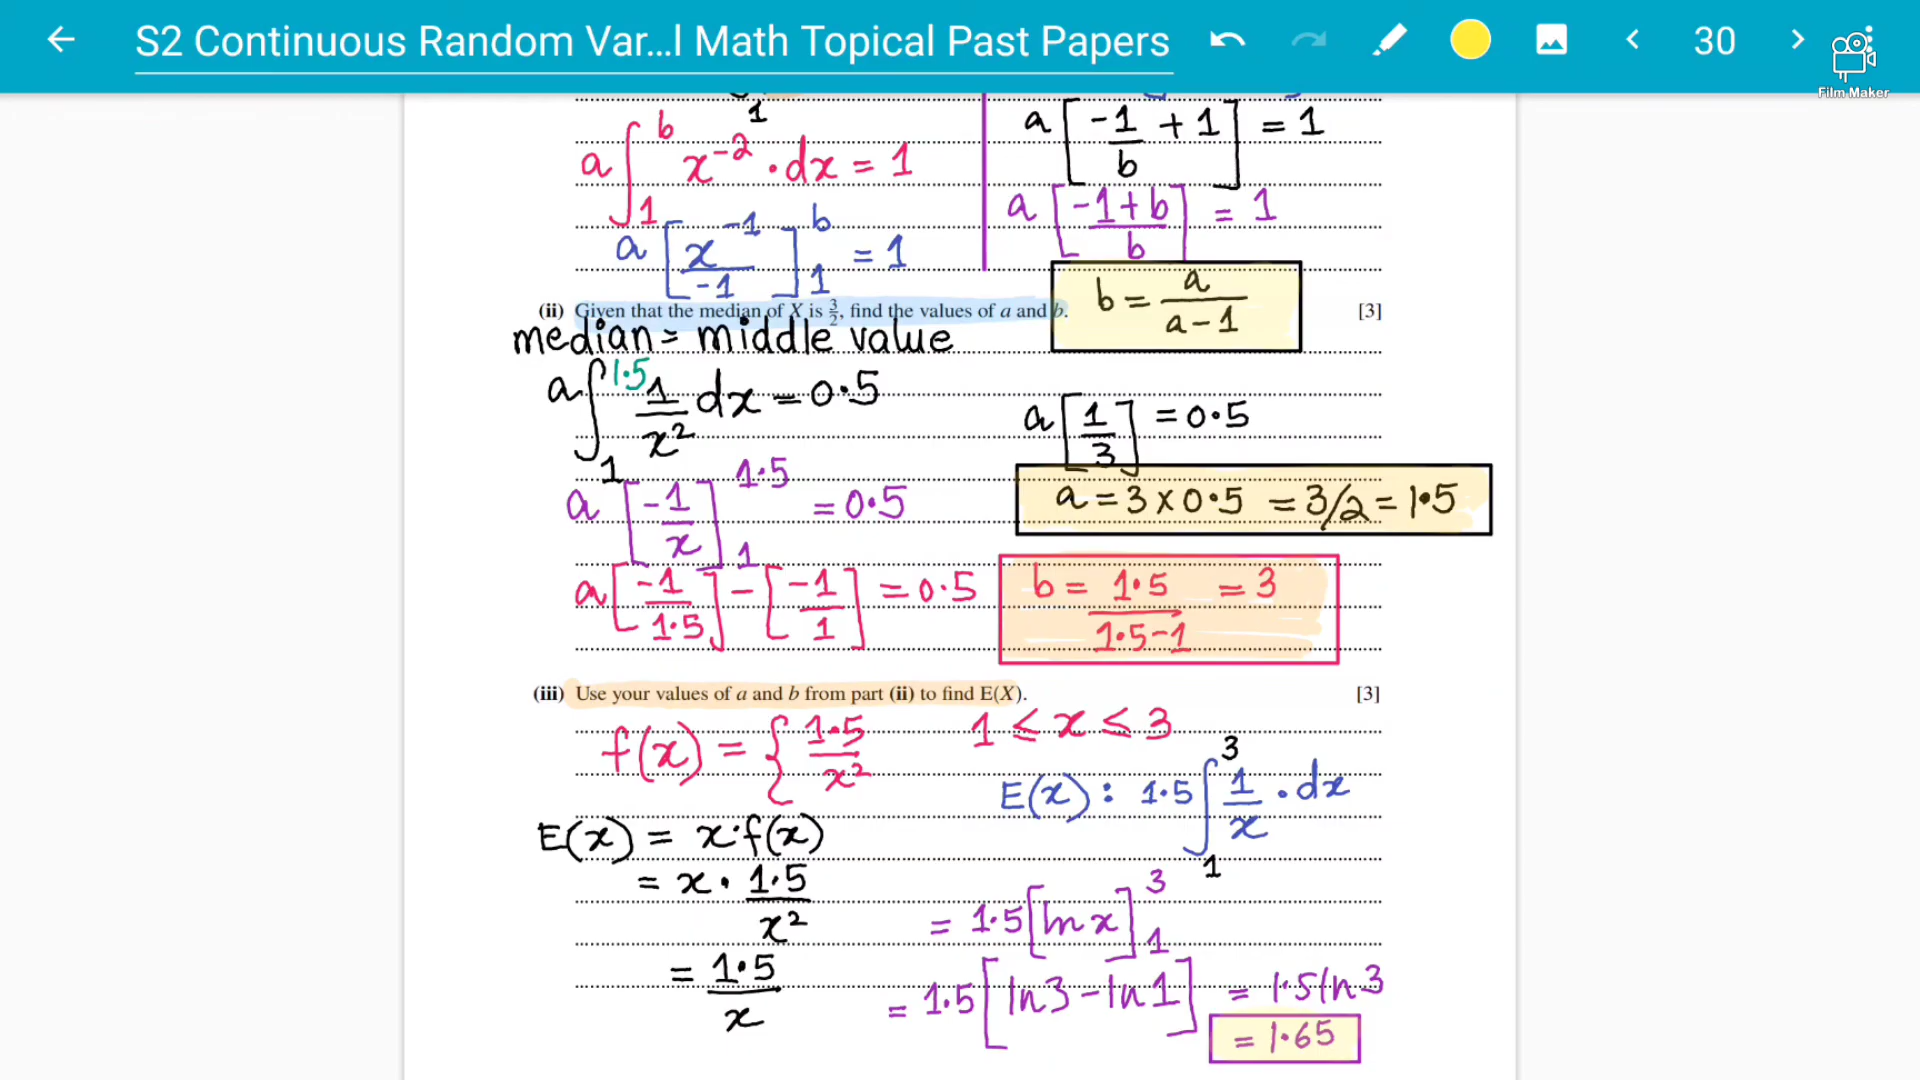 S2 Continuous Random Var...l Math Topical Past Papers
30
Film Maker
1
a ∫₁ᵇ x⁻² · dx = 1
a [x⁻¹/-1]₁ᵇ = 1
a [-1/b + 1] = 1
a [(-1+b)/b] = 1
b = a/(a-1)
(ii) Given that the median of X is 3/2, find the values of a and b. [3]
median = middle value
a ∫₁^1.5 1/x² dx = 0.5
a [-1/x]₁^1.5 = 0.5
a [-1/1.5] - [-1/1] = 0.5
a [1/3] = 0.5
a = 3 x 0.5 = 3/2 = 1.5
b = 1.5/(1.5-1) = 3
(iii) Use your values of a and b from part (ii) to find E(X). [3]
f(x) = { 1.5/x² 1 ≤ x ≤ 3
E(x) = x·f(x)
= x · 1.5/x²
= 1.5/x
E(x) : 1.5 ∫₁³ 1/x · dx
= 1.5 [ln x]₁³
= 1.5 [ln3 - ln1] = 1.5 ln 3
= 1.65